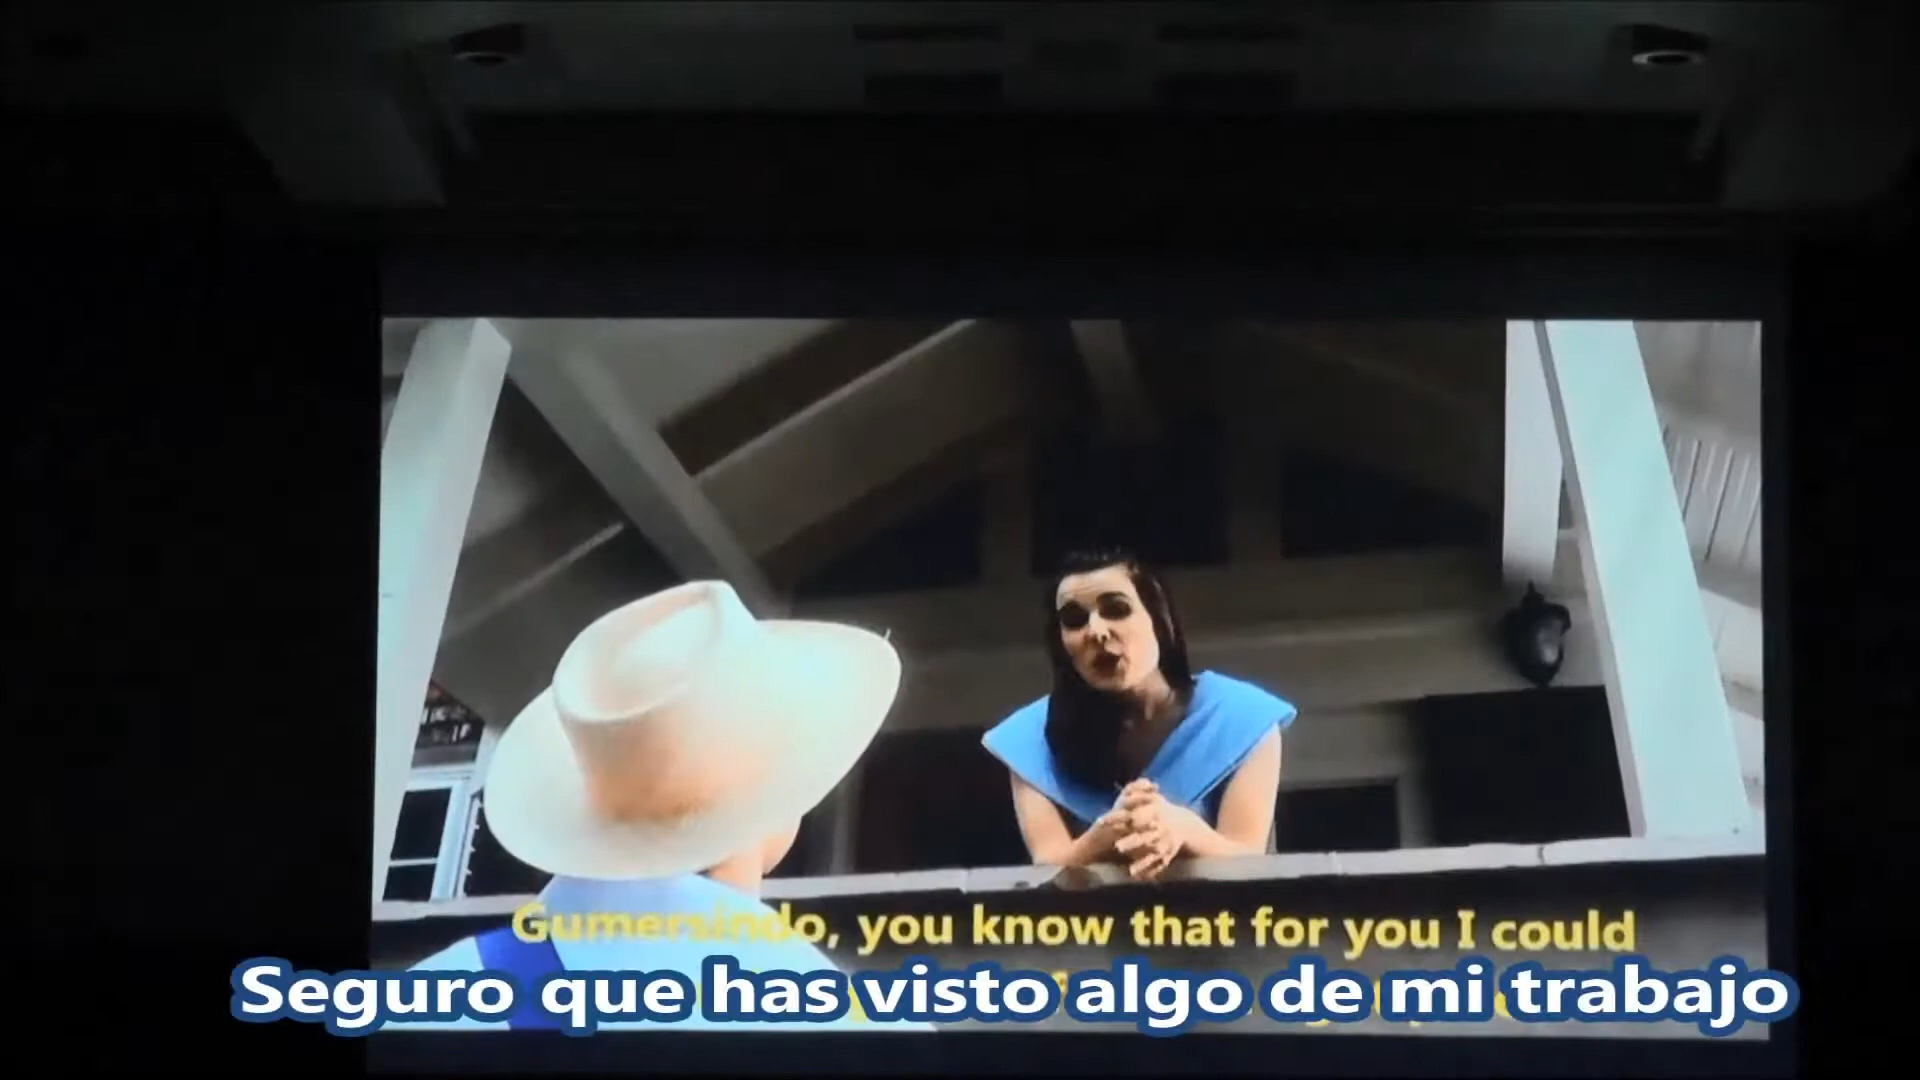 Gumersindo, you know that for you I could
Seguro que has visto algo de mi trabajo